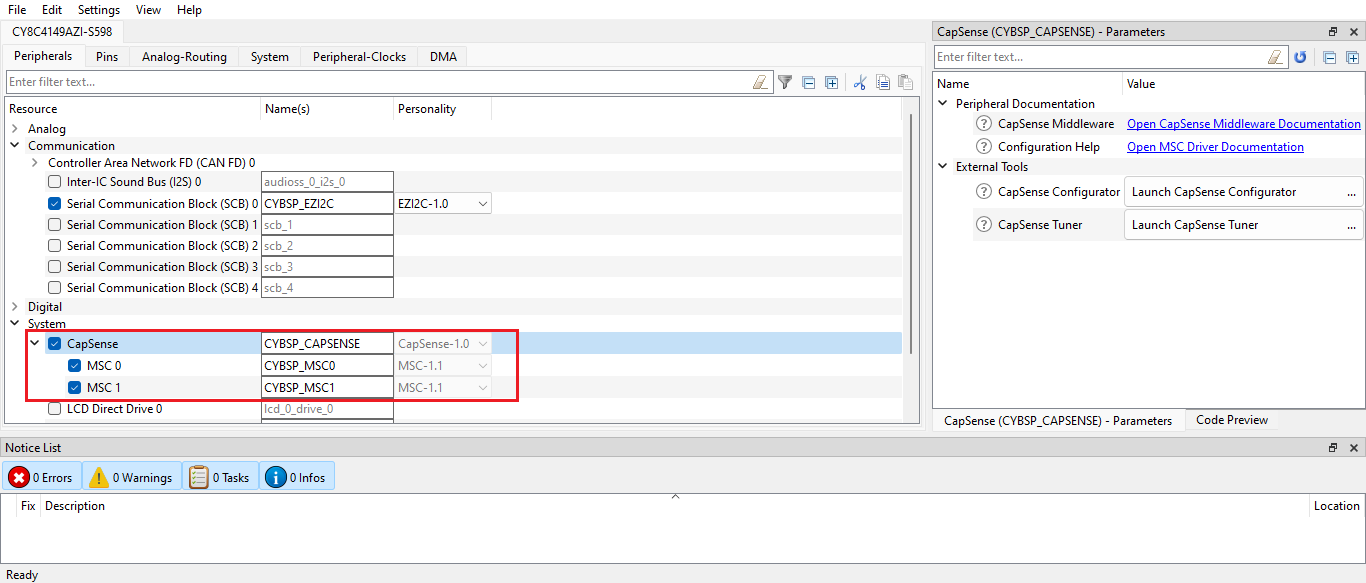 File Edit Settings View Help
CY8C4149AZI-S598
Peripherals Pins Analog-Routing System Peripheral-Clocks DMA
Enter filter text...
Resource Name(s) Personality
Analog
Communication
Controller Area Network FD (CAN FD) 0
Inter-IC Sound Bus (I2S) 0 audioss_0_i2s_0
Serial Communication Block (SCB) 0 CYBSP_EZI2C EZI2C-1.0
Serial Communication Block (SCB) 1 scb_1
Serial Communication Block (SCB) 2 scb_2
Serial Communication Block (SCB) 3 scb_3
Serial Communication Block (SCB) 4 scb_4
Digital
System
CapSense CYBSP_CAPSENSE CapSense-1.0
MSC 0 CYBSP_MSC0 MSC-1.1
MSC 1 CYBSP_MSC1 MSC-1.1
LCD Direct Drive 0 lcd_0_drive_0
CapSense (CYBSP_CAPSENSE) - Parameters
Enter filter text...
Name Value
Peripheral Documentation
? CapSense Middleware Open CapSense Middleware Documentation
? Configuration Help Open MSC Driver Documentation
External Tools
? CapSense Configurator Launch CapSense Configurator ...
? CapSense Tuner Launch CapSense Tuner ...
CapSense (CYBSP_CAPSENSE) - Parameters Code Preview
Notice List
0 Errors 0 Warnings 0 Tasks 0 Infos
Fix Description Location
Ready